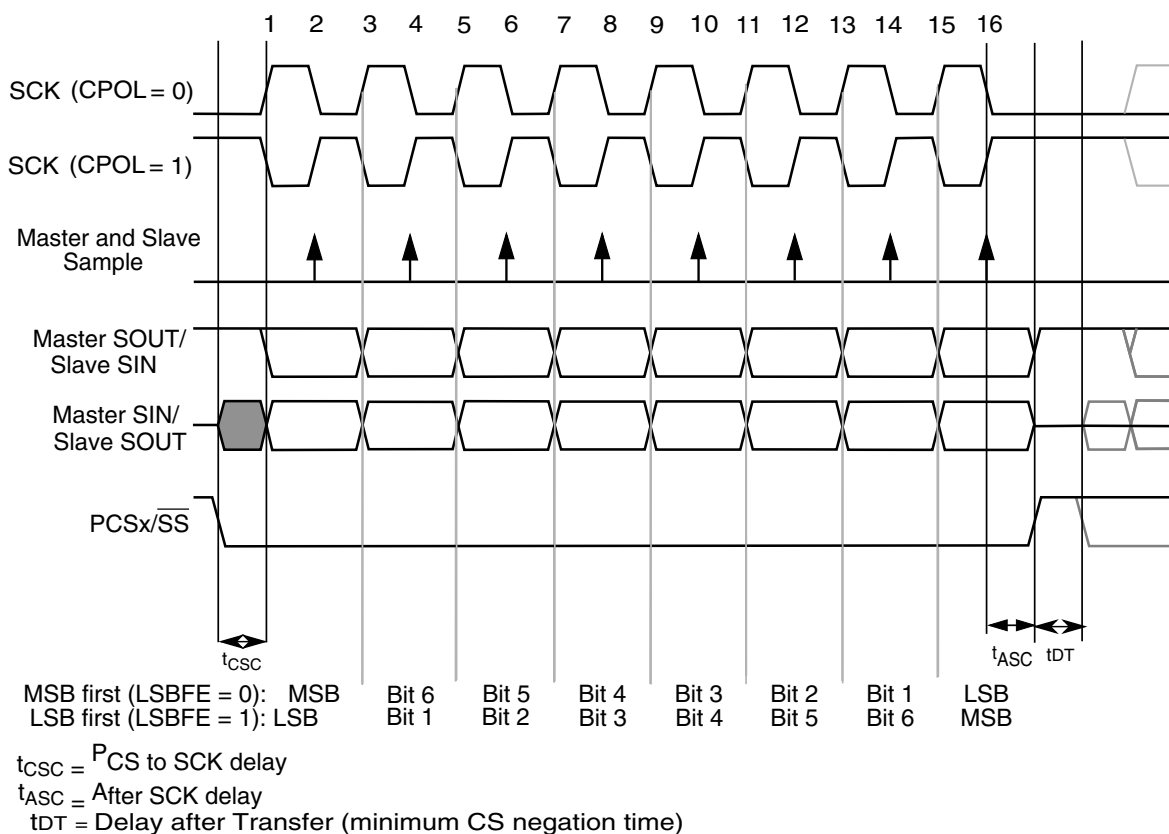 1 2 3 4 5 6 7 8 9 10 11 12 13 14 15 16
SCK (CPOL = 0)
SCK (CPOL = 1)
Master and Slave
Sample
Master SOUT/
Slave SIN
Master SIN/
Slave SOUT
PCSx/SS
tCSC
tASC
tDT
MSB first (LSBFE = 0): MSB Bit 6 Bit 5 Bit 4 Bit 3 Bit 2 Bit 1 LSB
LSB first (LSBFE = 1): LSB Bit 1 Bit 2 Bit 3 Bit 4 Bit 5 Bit 6 MSB
tCSC = PCS to SCK delay
tASC = After SCK delay
tDT = Delay after Transfer (minimum CS negation time)